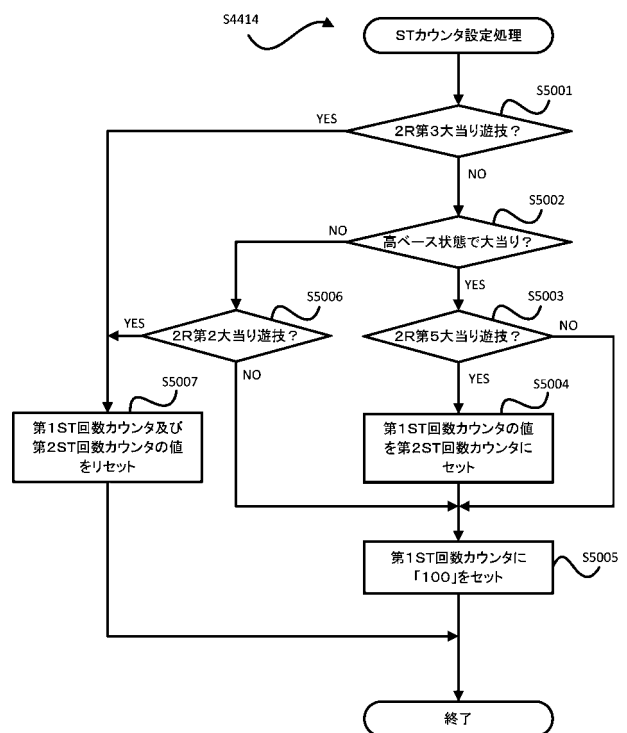 S4414
STカウンタ設定処理
S5001
2R第3大当り遊技?
YES
NO
S5002
高ベース状態で大当り?
NO
YES
S5006
2R第2大当り遊技?
YES
NO
S5003
2R第5大当り遊技?
NO
YES
S5007
第1ST回数カウンタ及び
第2ST回数カウンタの値
をリセット
S5004
第1ST回数カウンタの値
を第2ST回数カウンタに
セット
第1ST回数カウンタに
「100」をセット
S5005
終了